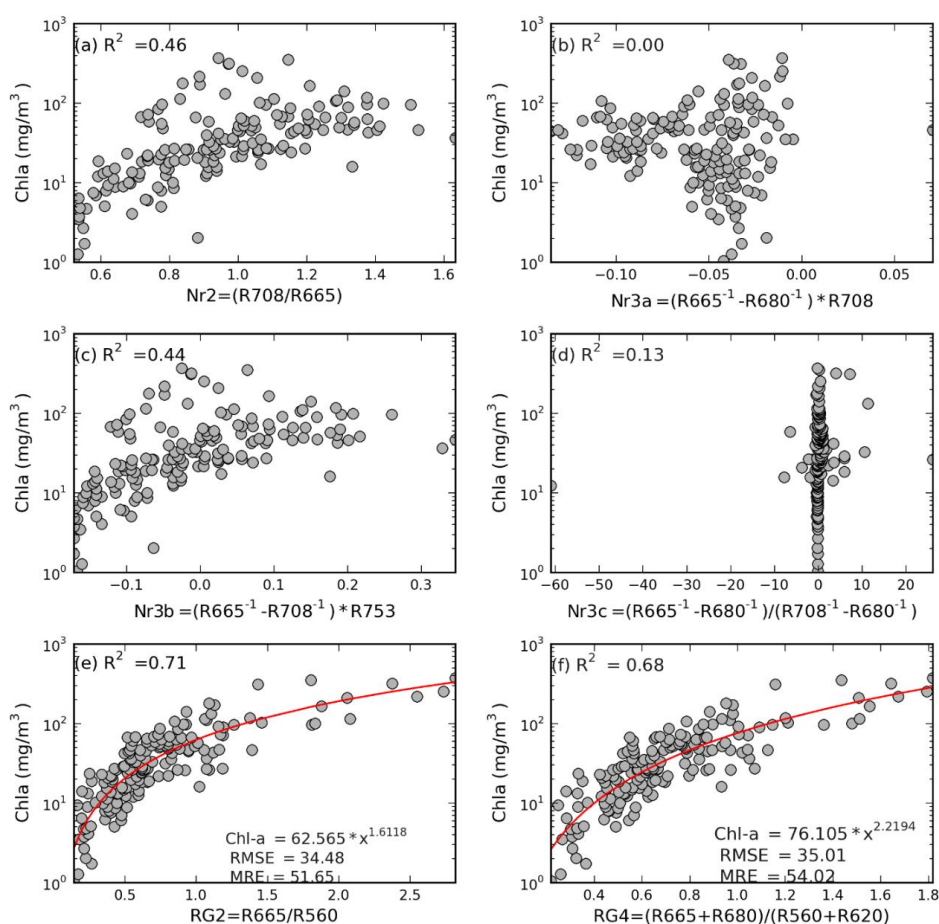 (a) R² =0.46
10³
10²
10¹
10⁰
Chla (mg/m³)
0.6 0.8 1.0 1.2 1.4 1.6
Nr2=(R708/R665)
(b) R² =0.00
10³
10²
10¹
10⁰
Chla (mg/m³)
−0.10 −0.05 0.00 0.05
Nr3a=(R665⁻¹ -R680⁻¹)*R708
(c) R² =0.44
10³
10²
10¹
10⁰
Chla (mg/m³)
−0.1 0.0 0.1 0.2 0.3
Nr3b=(R665⁻¹ -R708⁻¹)*R753
(d) R² =0.13
10³
10²
10¹
10⁰
Chla (mg/m³)
−60 −50 −40 −30 −20 −10 0 10 20
Nr3c=(R665⁻¹ -R680⁻¹)/(R708⁻¹ -R680⁻¹)
(e) R² =0.71
10³
10²
10¹
10⁰
Chla (mg/m³)
Chl-a = 62.565*x^1.6118
RMSE = 34.48
MRE = 51.65
0.5 1.0 1.5 2.0 2.5
RG2=R665/R560
(f) R² =0.68
10³
10²
10¹
10⁰
Chla (mg/m³)
Chl-a = 76.105*x^2.2194
RMSE = 35.01
MRE = 54.02
0.4 0.6 0.8 1.0 1.2 1.4 1.6 1.8
RG4=(R665+R680)/(R560+R620)